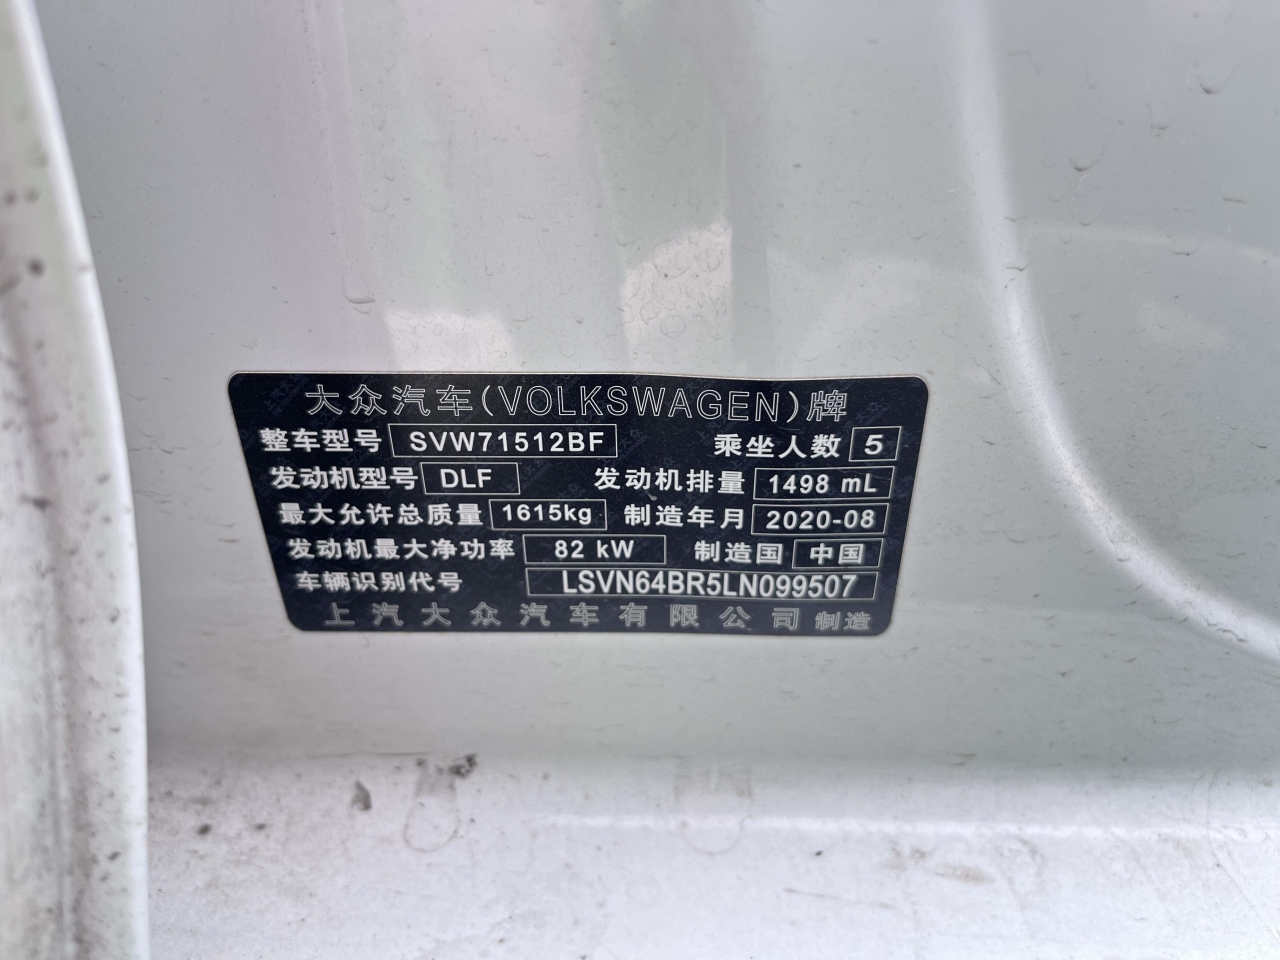 大众汽车(VOLKSWAGEN)牌
整车型号 SVW71512BF 乘坐人数 5
发动机型号 DLF 发动机排量 1498 mL
最大允许总质量 1615kg 制造年月 2020-08
发动机最大净功率 82 kW 制造国 中国
车辆识别代号 LSVN64BR5LN099507
上汽大众汽车有限公司制造